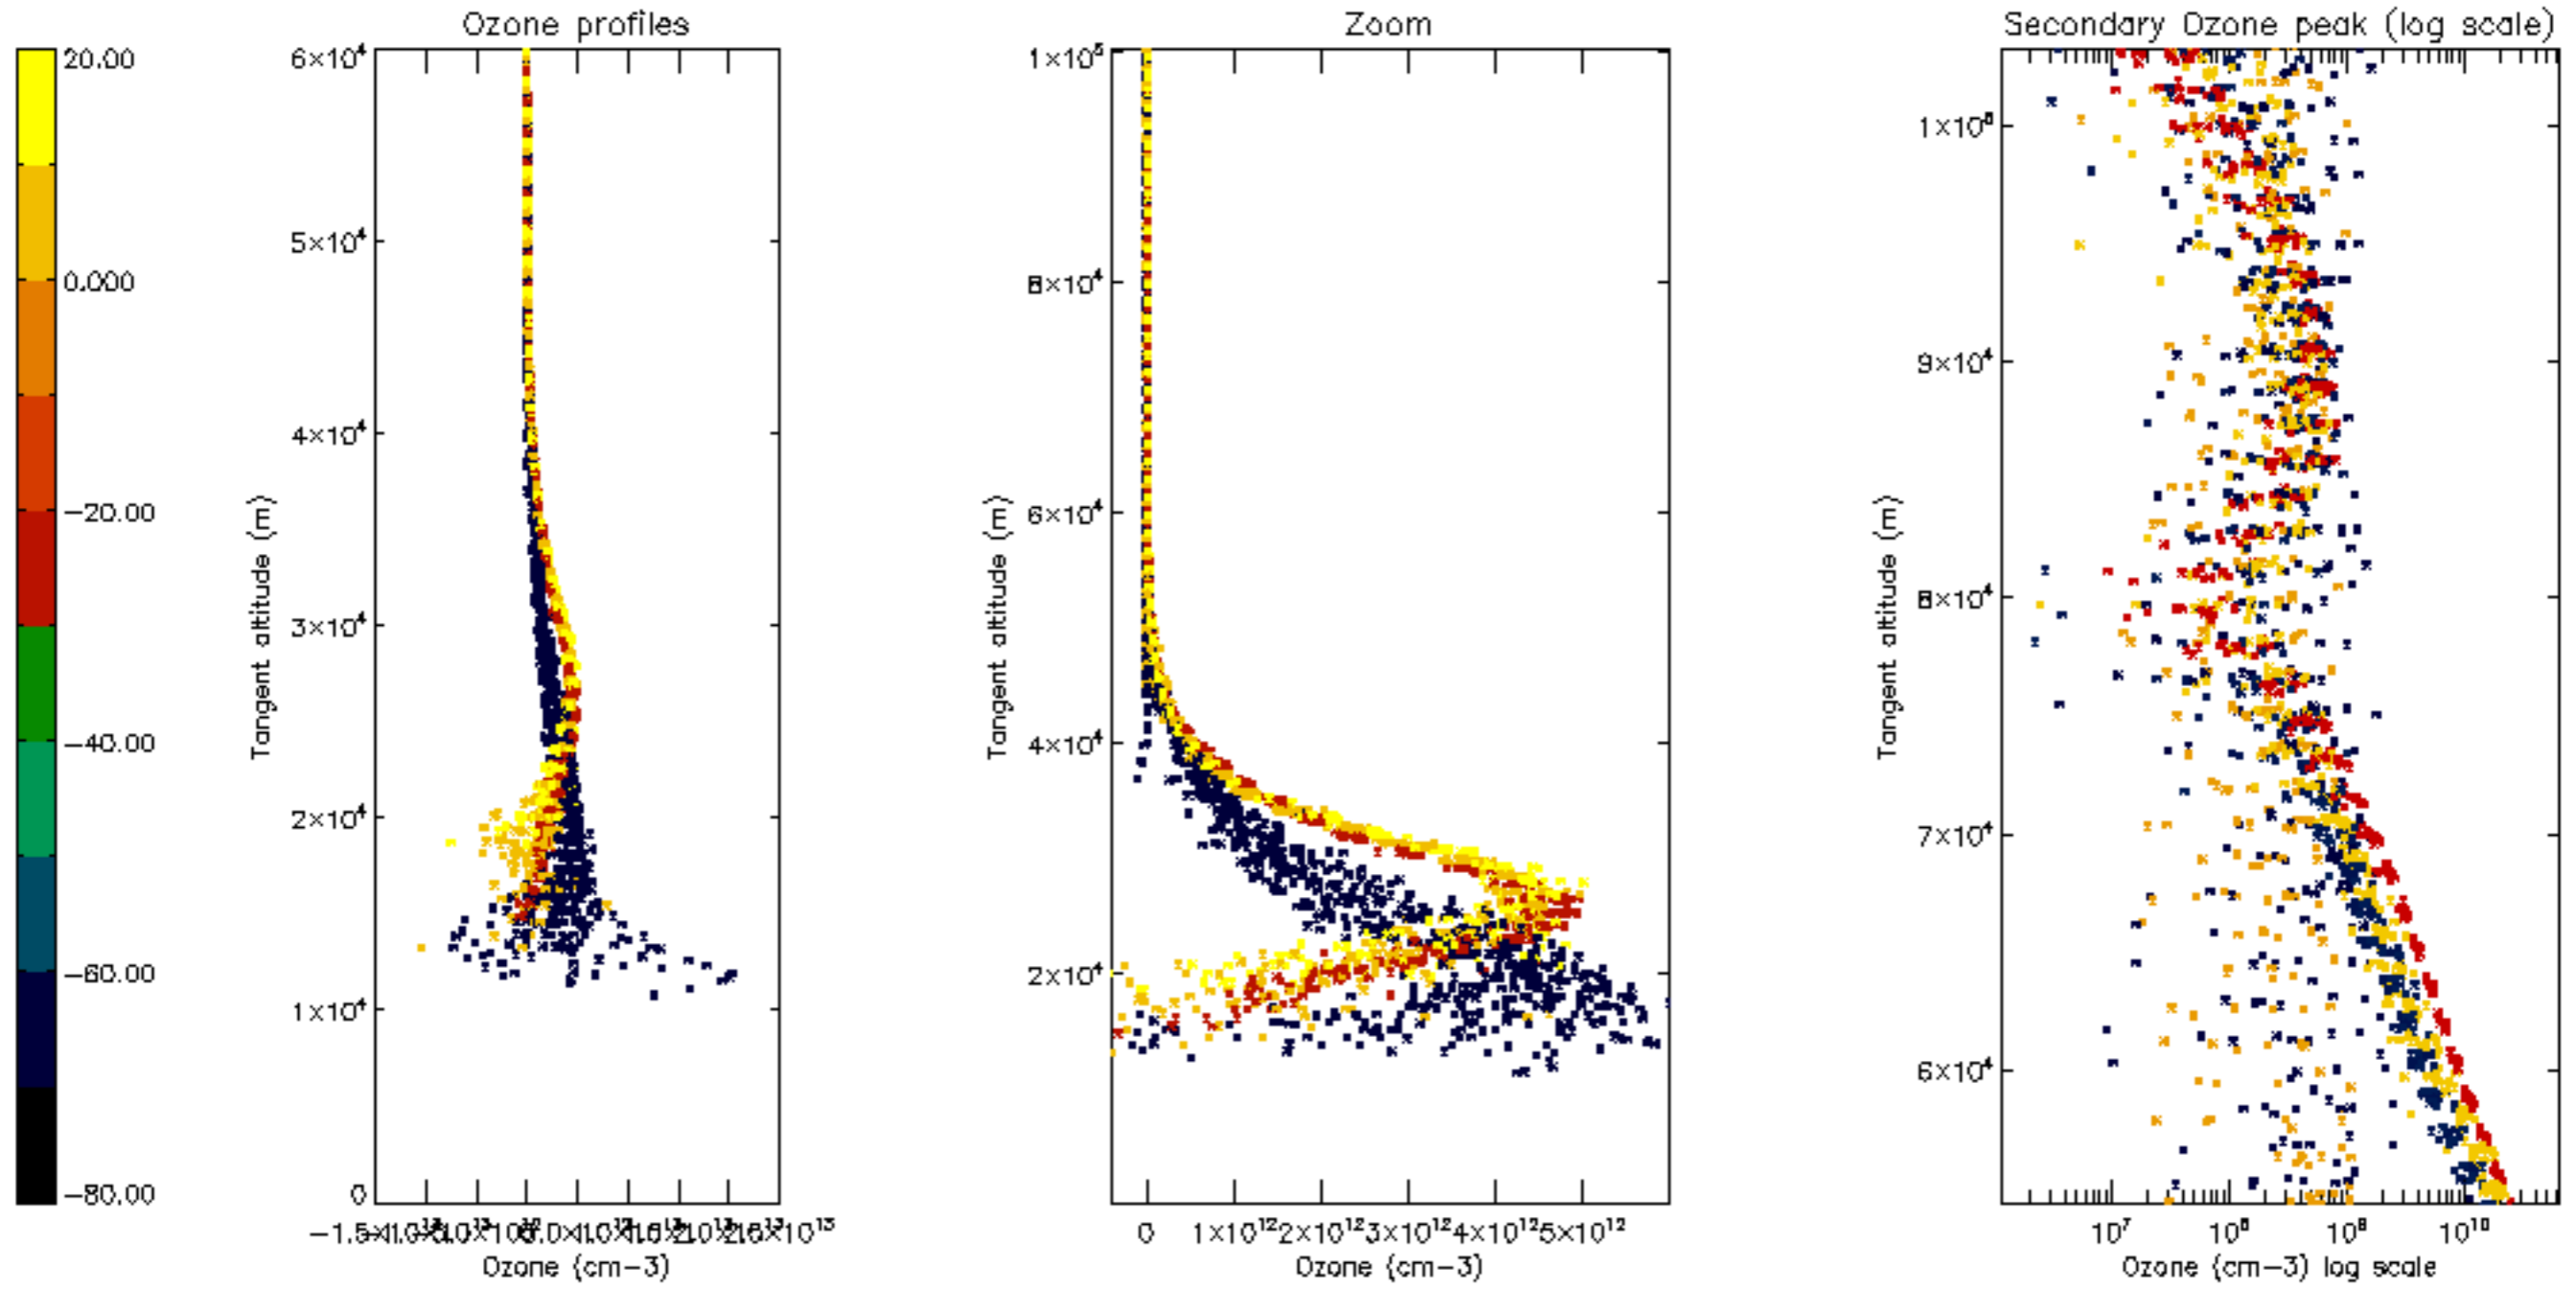 Ozone profiles
Zoom
Secondary Ozone peak (log scale)
20.00
0.000
−20.00
−40.00
−60.00
−80.00
6×10⁴
5×10⁴
4×10⁴
3×10⁴
2×10⁴
1×10⁴
0
Tangent altitude (m)
Ozone (cm−3)
1×10⁵
8×10⁴
6×10⁴
4×10⁴
2×10⁴
Tangent altitude (m)
0 1×10¹² 2×10¹² 3×10¹² 4×10¹² 5×10¹²
Ozone (cm−3)
1×10⁵
9×10⁴
8×10⁴
7×10⁴
6×10⁴
Tangent altitude (m)
10⁷ 10⁸ 10⁹ 10¹⁰
Ozone (cm−3) log scale